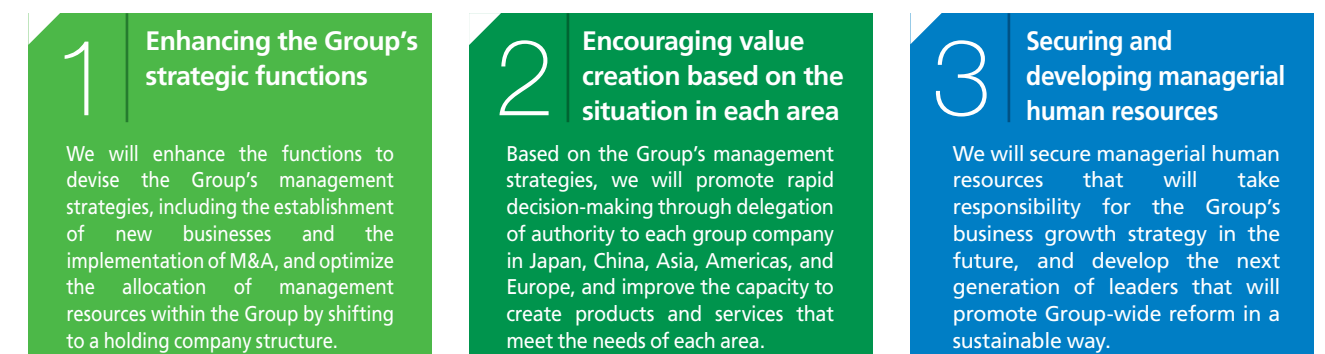 1
Enhancing the Group's
strategic functions
We will enhance the functions to
devise the Group's management
strategies, including the establishment
of new businesses and the
implementation of M&A, and optimize
the allocation of management
resources within the Group by shifting
to a holding company structure.
2
Encouraging value
creation based on the
situation in each area
Based on the Group's management
strategies, we will promote rapid
decision-making through delegation
of authority to each group company
in Japan, China, Asia, Americas, and
Europe, and improve the capacity to
create products and services that
meet the needs of each area.
3
Securing and
developing managerial
human resources
We will secure managerial human
resources that will take
responsibility for the Group's
business growth strategy in the
future, and develop the next
generation of leaders that will
promote Group-wide reform in a
sustainable way.